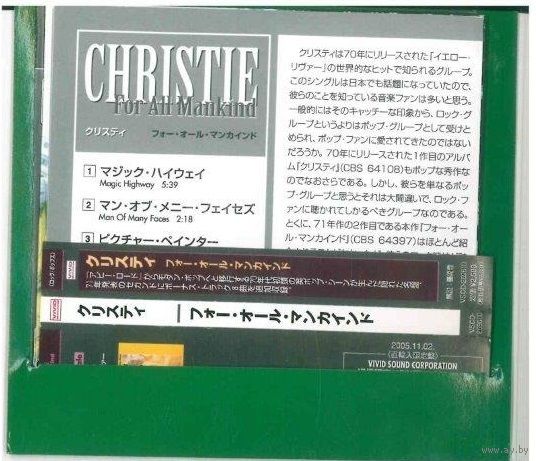 CHRISTIE
For All Mankind
クリスティ フォー・オール・マンカインド
1 マジック・ハイウェイ
Magic Highway 5:39
2 マン・オブ・メニー・フェイセズ
Man Of Many Faces 2:18
3 ピクチャー・ペインター
クリスティは70年にリリースされた「イエロー・
リヴァー」の世界的なヒットで知られるグループ。
このシングルは日本でも話題になっていたので、
彼らのことを知っている音楽ファンは多いと思う。
一般的にはそのキャッチーな印象から、ロック・グ
ループというよりはポップ・グループとして受けと
められ、ポップ・ファンに愛されてきたのではない
だろうか。70年にリリースされた1作目のアルバ
ム『クリスティ』(CBS 64108)もポップな秀作な
のでなおさらである。しかし、彼らを単なるポッ
プ・グループと思うとそれは大間違いで、ロック・フ
ァンに聴かれてしかるべきグループなのである。
とくに、71年作の2作目である本作『フォー・オー
ル・マンカインド』(CBS 64397)はほとんど紹
クリスティ フォー・オール・マンカインド
VIVID
クリスティ フォー・オール・マンカインド
2005.11.02.
(直輸入限定盤)
VIVID SOUND CORPORATION
www.ay.by